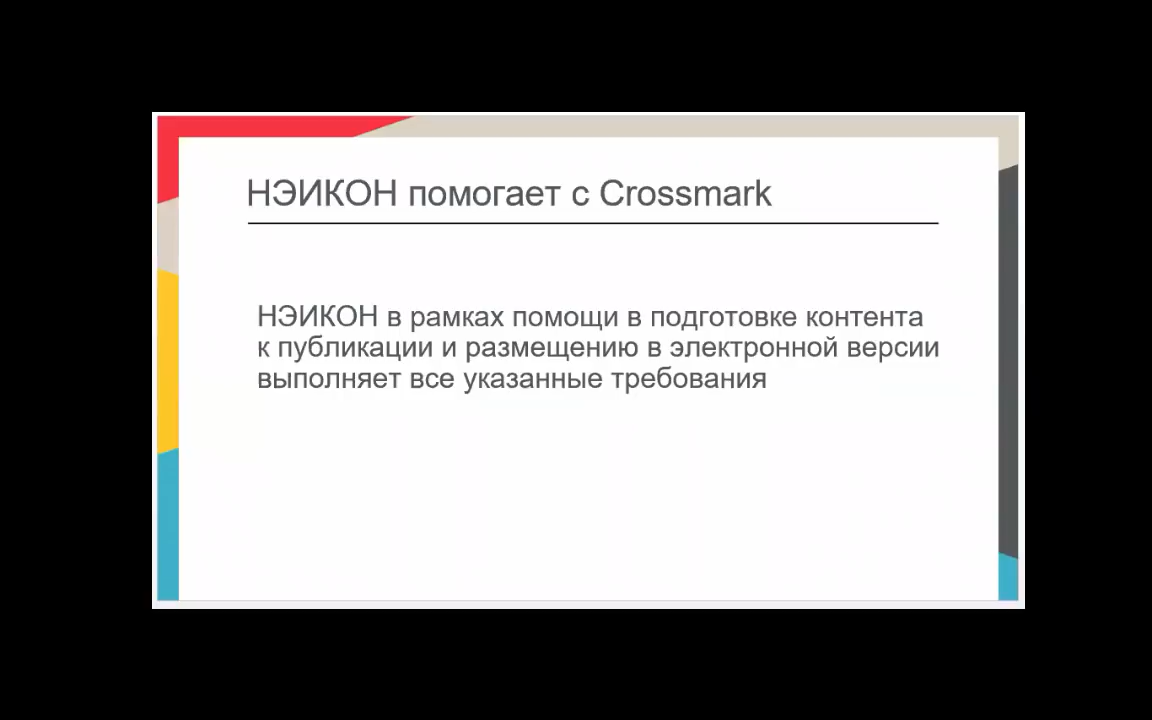 НЭИКОН помогает с Crossmark
НЭИКОН в рамках помощи в подготовке контента
к публикации и размещению в электронной версии
выполняет все указанные требования